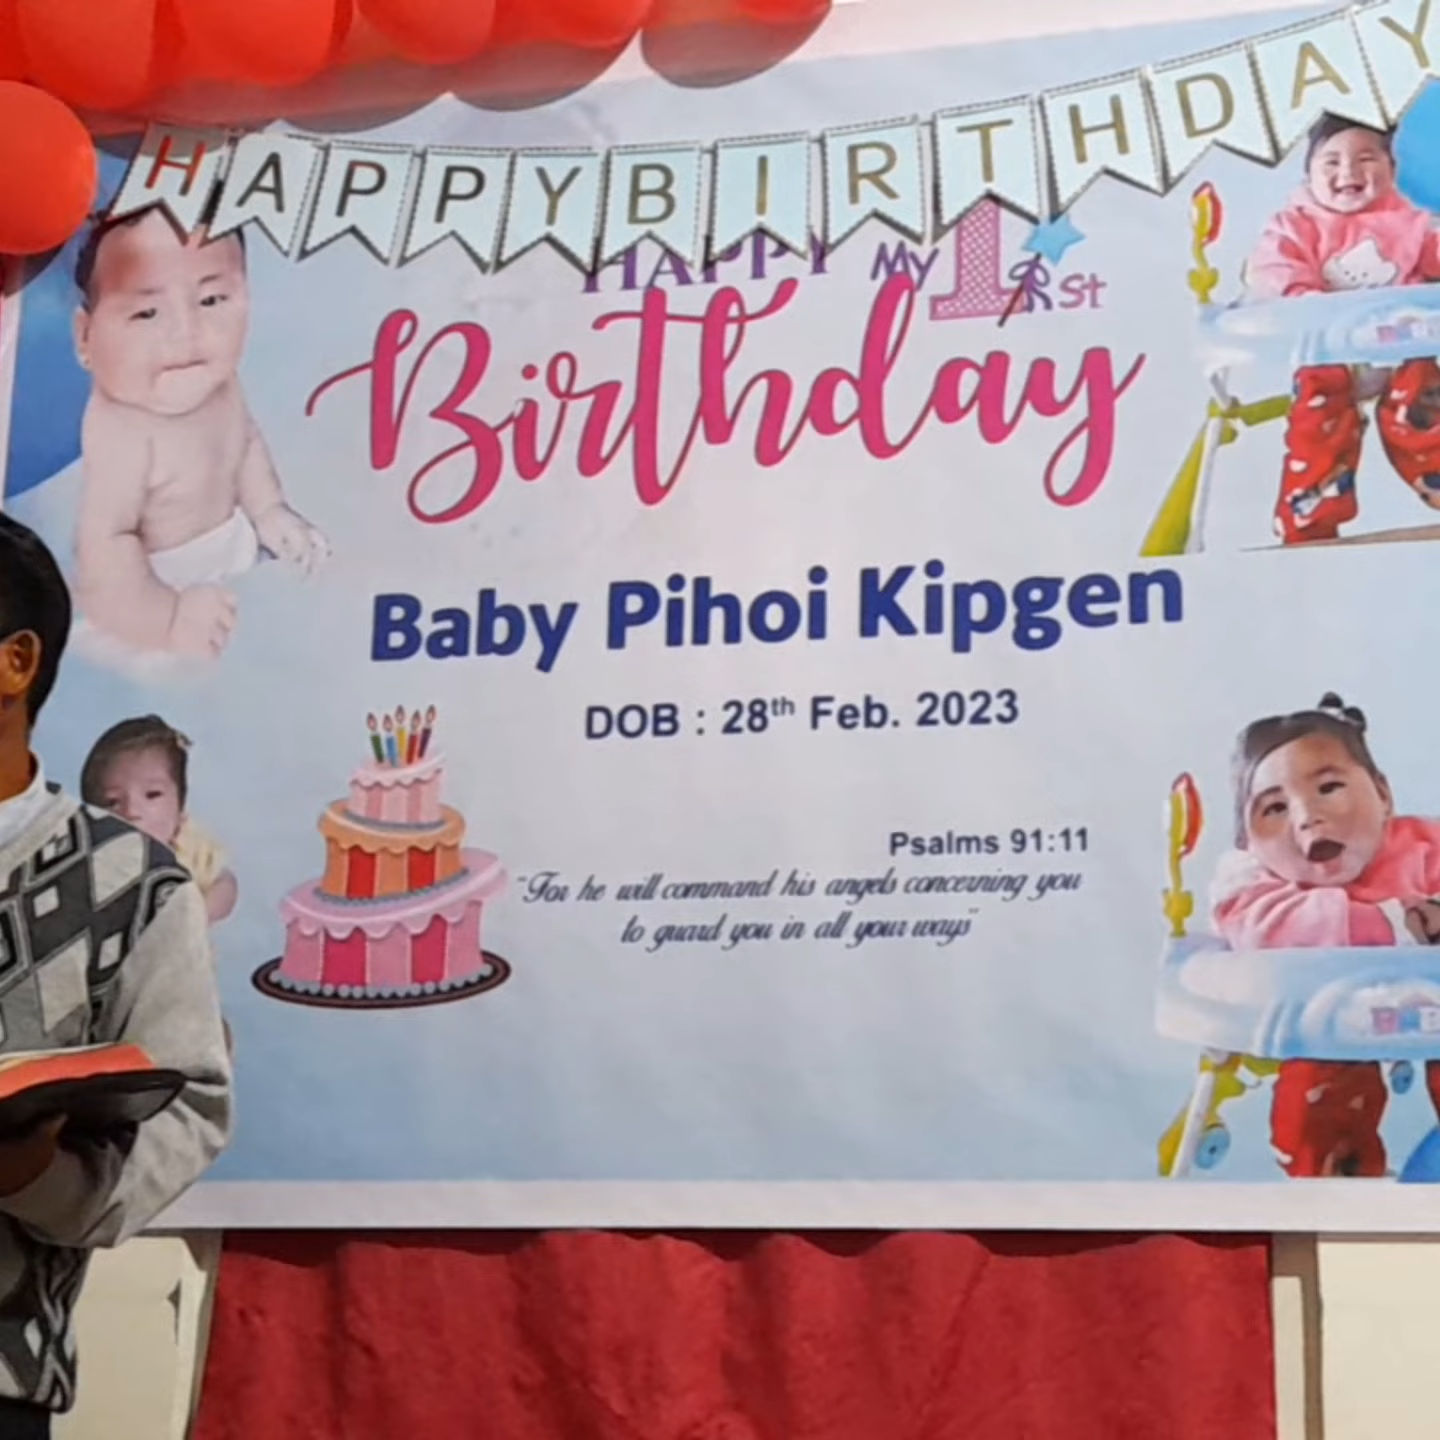 HAPPYBIRTHDAY
HAPPY My 1st
Birthday
Baby Pihoi Kipgen
DOB : 28th Feb. 2023
Psalms 91:11
"For he will command his angels concerning you
to guard you in all your ways"